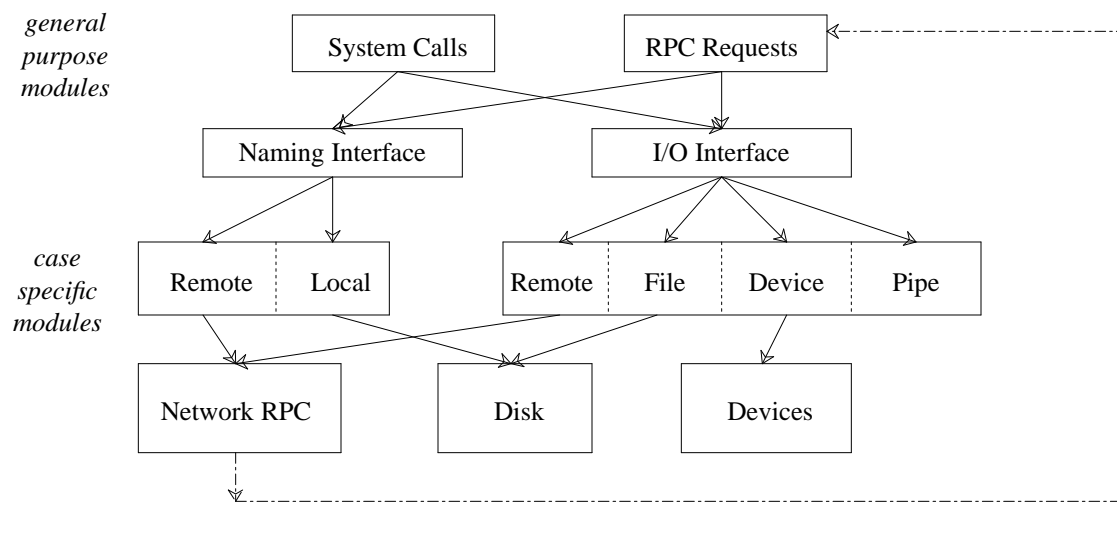 general
purpose
modules
System Calls
RPC Requests
Naming Interface
I/O Interface
case
specific
modules
Remote
Local
Remote
File
Device
Pipe
Network RPC
Disk
Devices